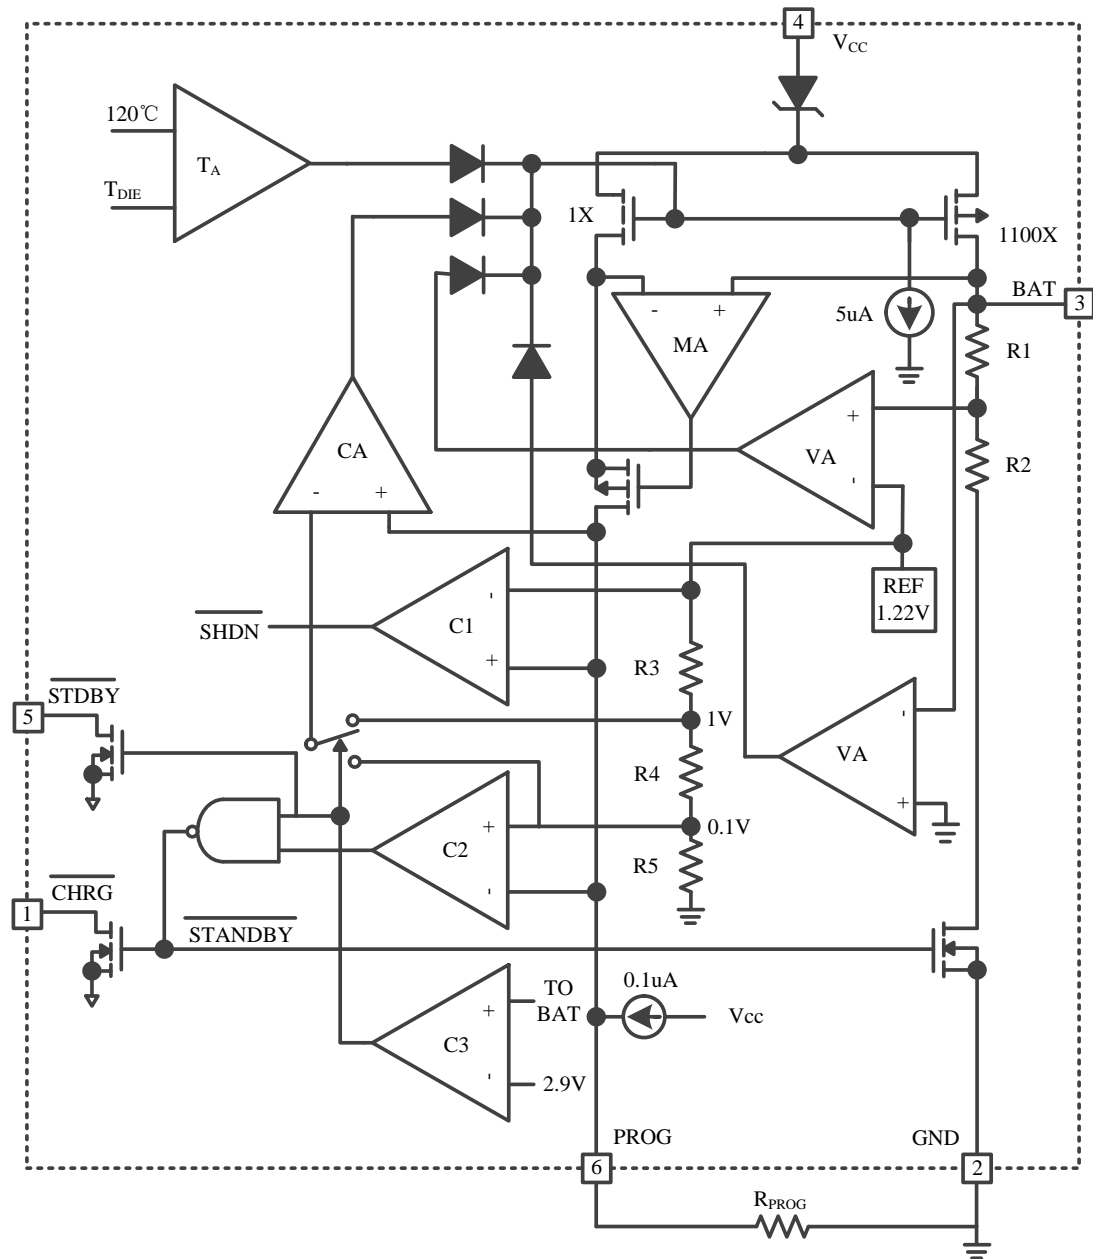 4
VCC
120℃
TA
TDIE
1X
1100X
BAT
3
- +
MA
5uA
R1
+
VA
-
R2
CA
- +
REF
1.22V
-
C1
+
SHDN
R3
STDBY
5
1V
-
VA
+
R4
+
C2
-
0.1V
R5
CHRG
1
STANDBY
0.1uA
TO
BAT
Vcc
+
C3
-
2.9V
PROG
GND
6
2
RPROG